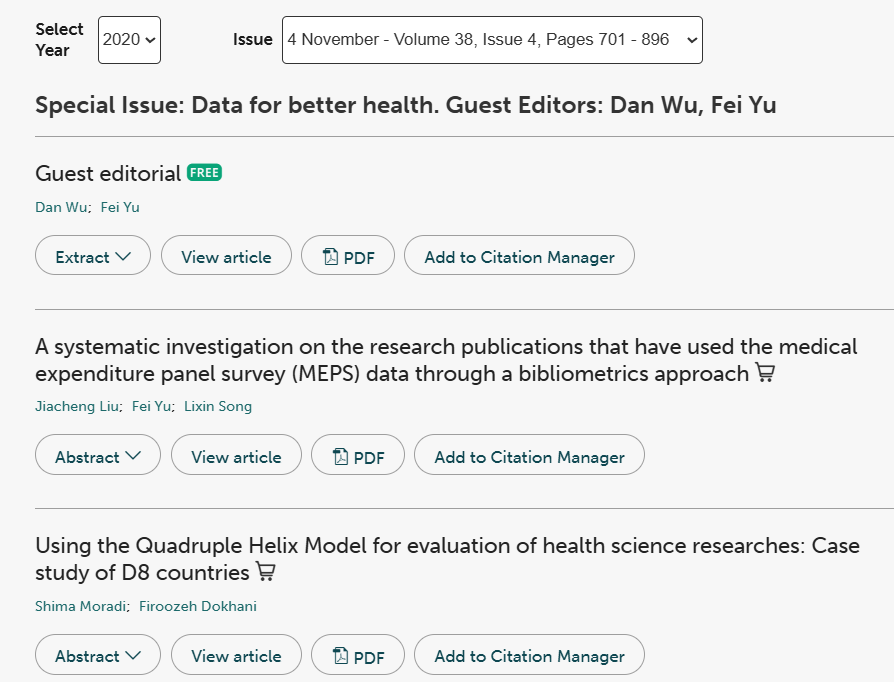 Select Year 2020 Issue 4 November - Volume 38, Issue 4, Pages 701 - 896
Special Issue: Data for better health. Guest Editors: Dan Wu, Fei Yu
Guest editorial FREE
Dan Wu; Fei Yu
Extract View article PDF Add to Citation Manager
A systematic investigation on the research publications that have used the medical
expenditure panel survey (MEPS) data through a bibliometrics approach
Jiacheng Liu; Fei Yu; Lixin Song
Abstract View article PDF Add to Citation Manager
Using the Quadruple Helix Model for evaluation of health science researches: Case
study of D8 countries
Shima Moradi; Firoozeh Dokhani
Abstract View article PDF Add to Citation Manager